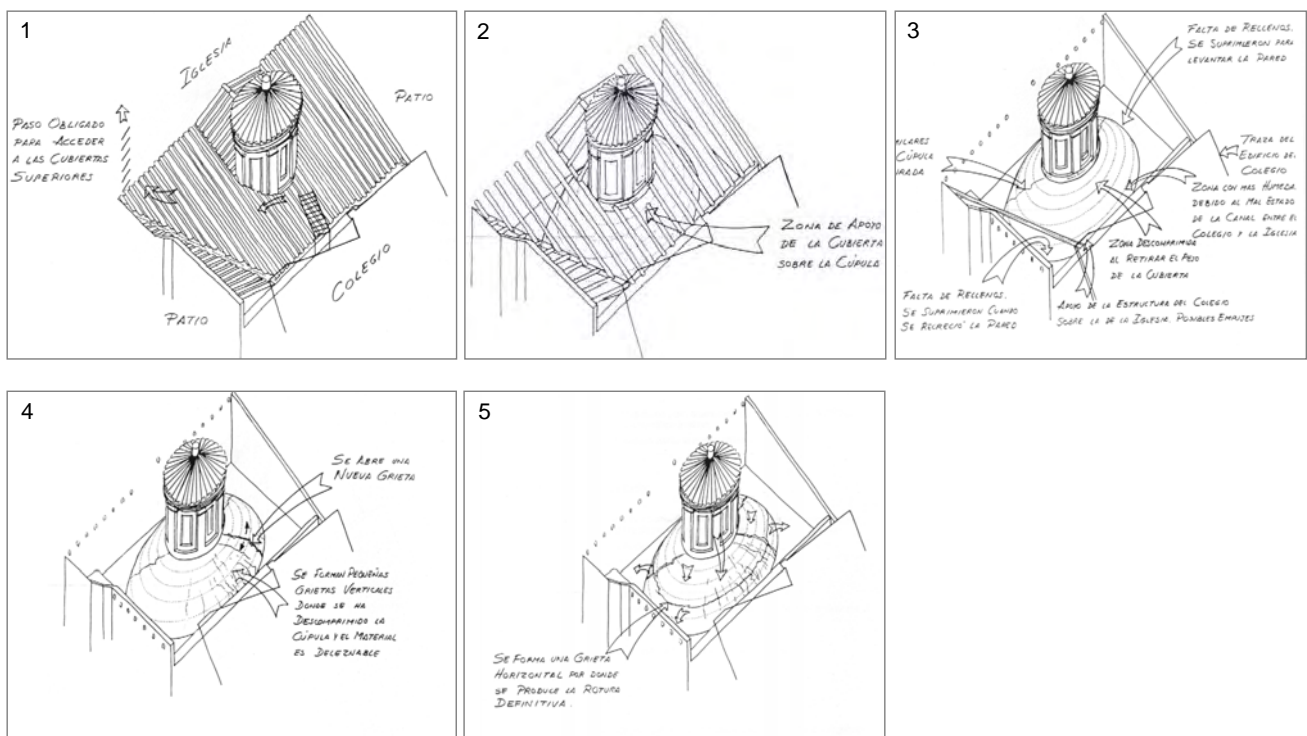 1
IGLESIA
PATIO
PASO OBLIGADO
PARA ACCEDER
A LAS CUBIERTAS
SUPERIORES
COLEGIO
PATIO
2
ZONA DE APOYO
DE LA CUBIERTA
SOBRE LA CÚPULA
3
FALTA DE RELLENOS.
SE SUPRIMIERON PARA
LEVANTAR LA PARED
ILARES
CÚPULA
RADA
TRAZA DEL
EDIFICIO DEL
COLEGIO
ZONA CON MAS HUMEDA
DEBIDO AL MAL ESTADO
DE LA CANAL ENTRE EL
COLEGIO Y LA IGLESIA
ZONA DESCOMPRIMIDA
AL RETIRAR EL PESO
DE LA CUBIERTA
FALTA DE RELLENOS.
SE SUPRIMIERON CUANDO
SE RECRECIÓ LA PARED
APOYO DE LA ESTRUCTURA DEL COLEGIO
SOBRE LA DE LA IGLESIA. POSIBLES EMPUJES
4
SE ABRE UNA
NUEVA GRIETA
SE FORMAN PEQUEÑAS
GRIETAS VERTICALES
DONDE SE HA
DESCOMPRIMIDO LA
CÚPULA Y EL MATERIAL
ES DELEZNABLE
5
SE FORMA UNA GRIETA
HORIZONTAL POR DONDE
SE PRODUCE LA ROTURA
DEFINITIVA.